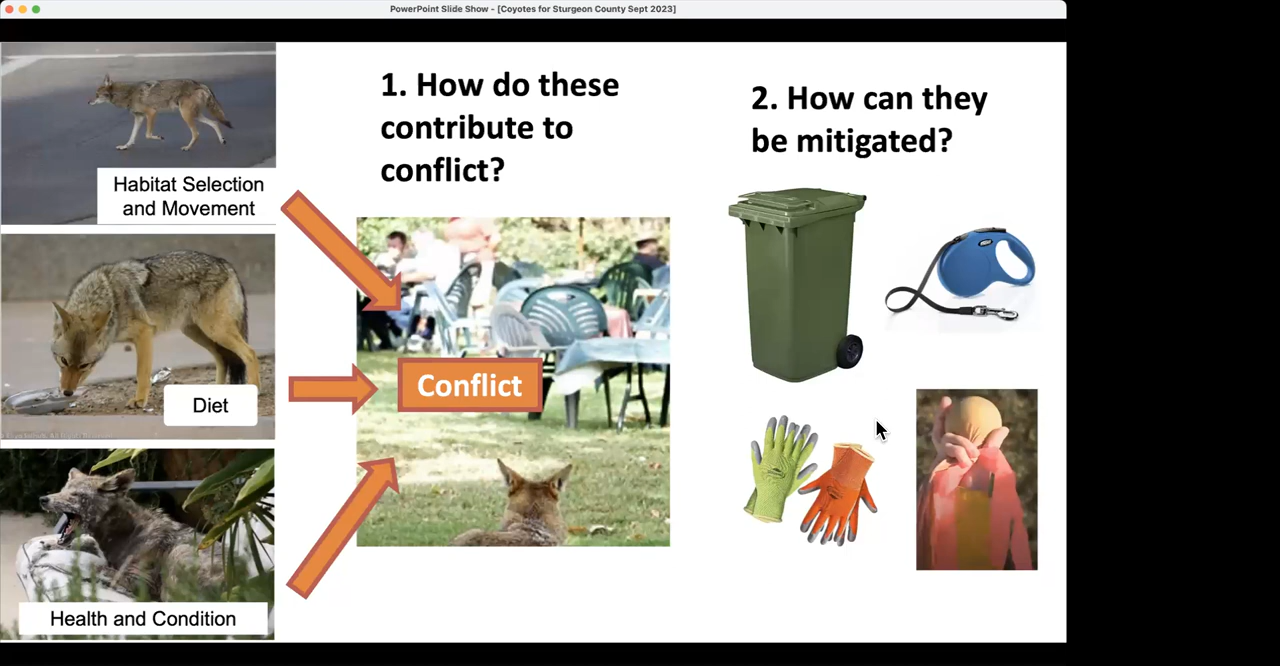 PowerPoint Slide Show - [Coyotes for Sturgeon County Sept 2023]
1. How do these
contribute to
conflict?
2. How can they
be mitigated?
Habitat Selection
and Movement
Conflict
Diet
Health and Condition